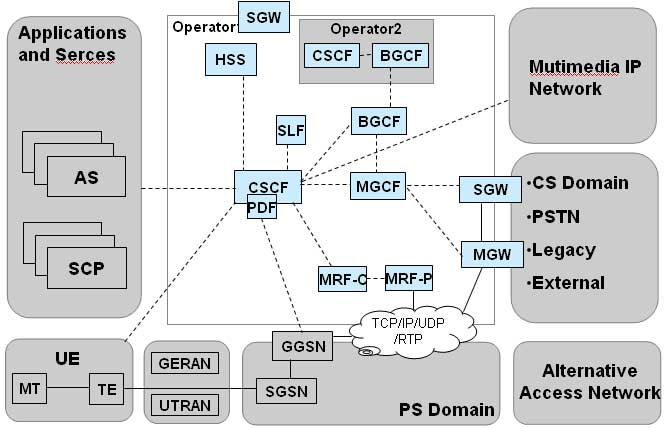 Applications
and Serces
AS
SCP
Operator
SGW
HSS
Operator2
CSCF
BGCF
SLF
BGCF
CSCF
PDF
MGCF
MRF-C
MRF-P
SGW
MGW
Mutimedia IP
Network
•CS Domain
•PSTN
•Legacy
•External
TCP/IP/UDP
/RTP
UE
MT
TE
GERAN
UTRAN
GGSN
SGSN
PS Domain
Alternative
Access Network